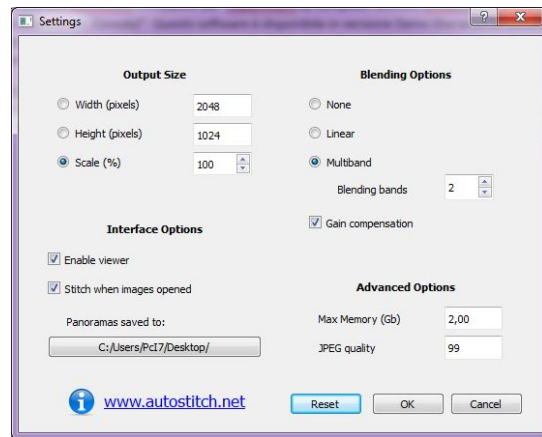 Settings
Output Size
Width (pixels) 2048
Height (pixels) 1024
Scale (%) 100
Blending Options
None
Linear
Multiband
Blending bands 2
Gain compensation
Interface Options
Enable viewer
Stitch when images opened
Panoramas saved to:
C:/Users/PcI7/Desktop/
Advanced Options
Max Memory (Gb) 2,00
JPEG quality 99
www.autostitch.net
Reset OK Cancel